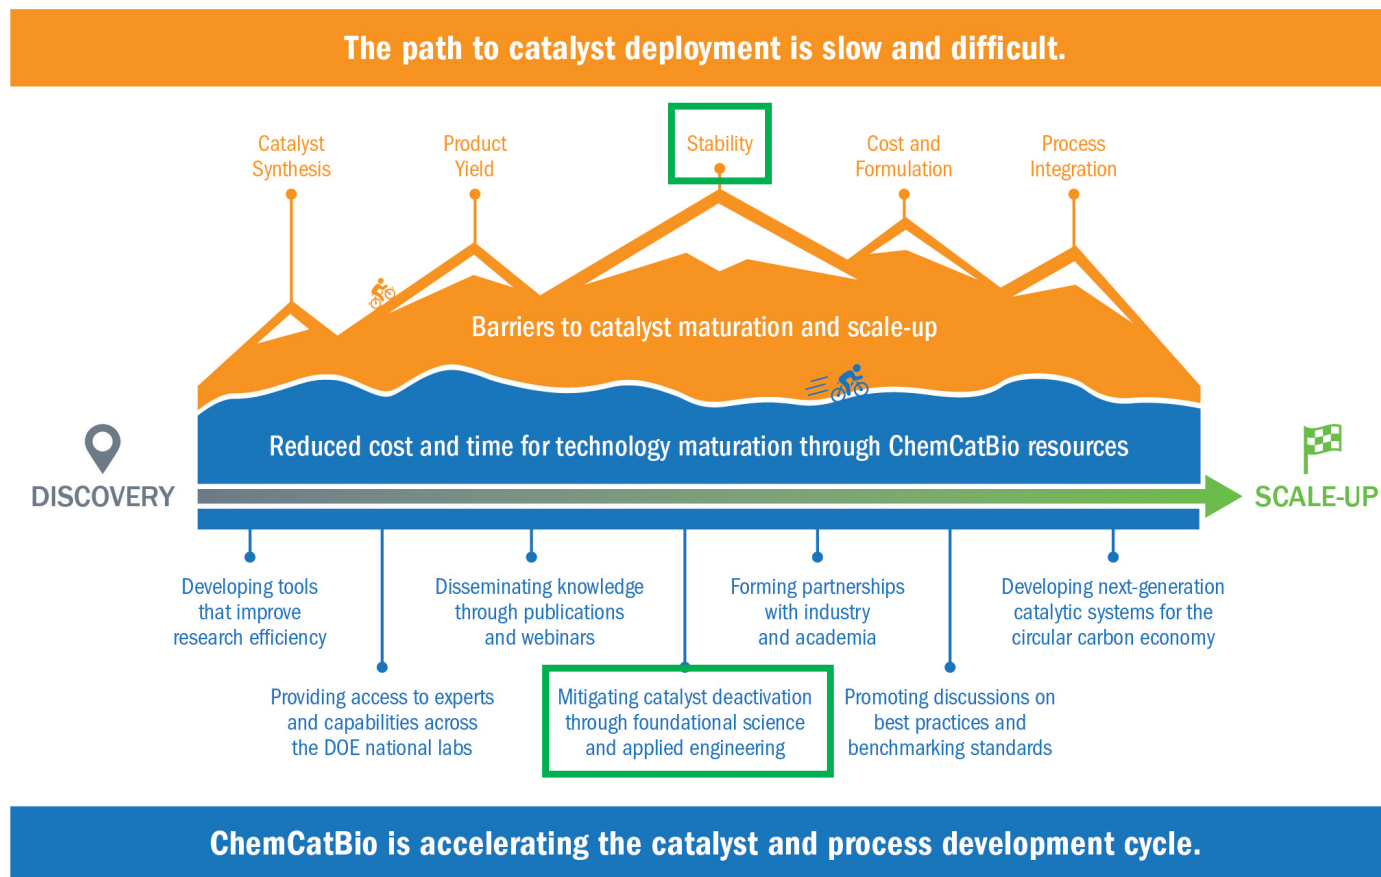 The path to catalyst deployment is slow and difficult.
Catalyst
Synthesis
Product
Yield
Stability
Cost and
Formulation
Process
Integration
Barriers to catalyst maturation and scale-up
Reduced cost and time for technology maturation through ChemCatBio resources
DISCOVERY
SCALE-UP
Developing tools
that improve
research efficiency
Disseminating knowledge
through publications
and webinars
Forming partnerships
with industry
and academia
Developing next-generation
catalytic systems for the
circular carbon economy
Providing access to experts
and capabilities across
the DOE national labs
Mitigating catalyst deactivation
through foundational science
and applied engineering
Promoting discussions on
best practices and
benchmarking standards
ChemCatBio is accelerating the catalyst and process development cycle.